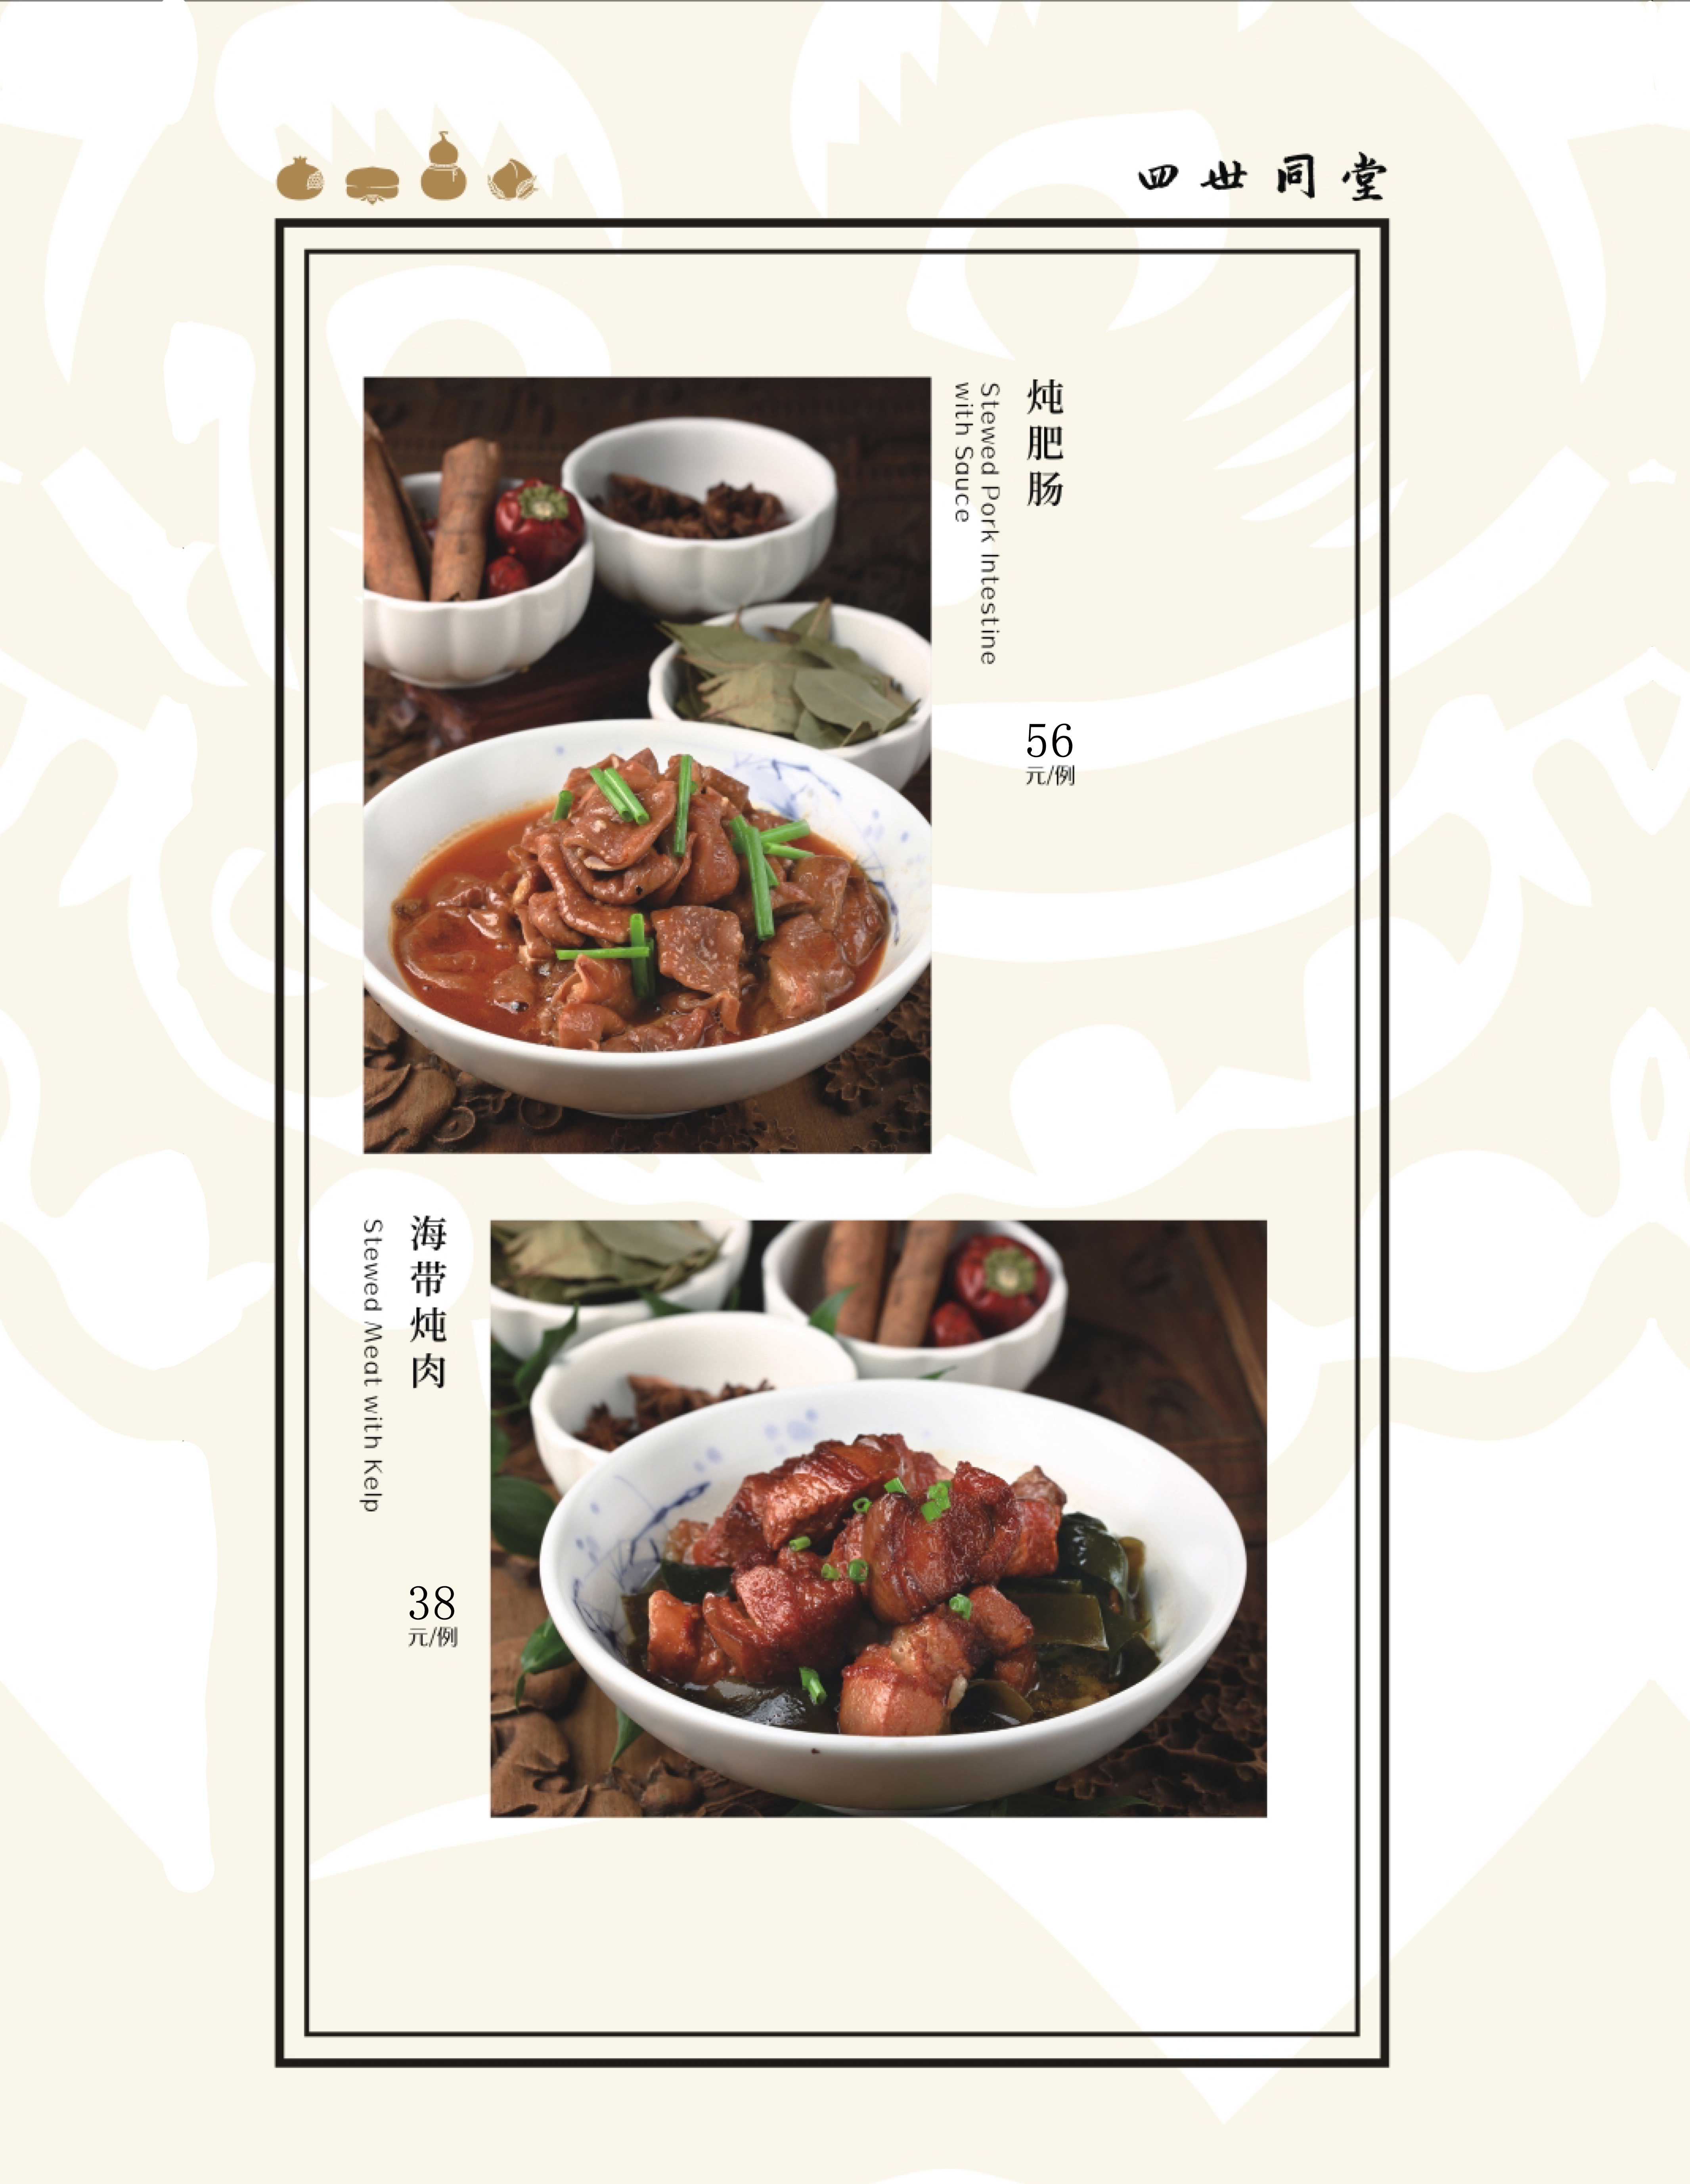 四世同堂
炖肥肠
Stewed Pork Intestine
with Sauce
56
元/例
海带炖肉
Stewed Meat with Kelp
38
元/例